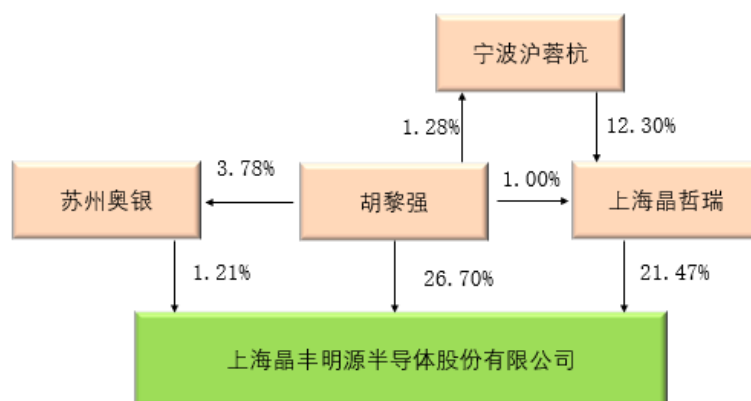 宁波沪蓉杭
1.28%
12.30%
3.78%
1.00%
苏州奥银
胡黎强
上海晶哲瑞
1.21%
26.70%
21.47%
上海晶丰明源半导体股份有限公司